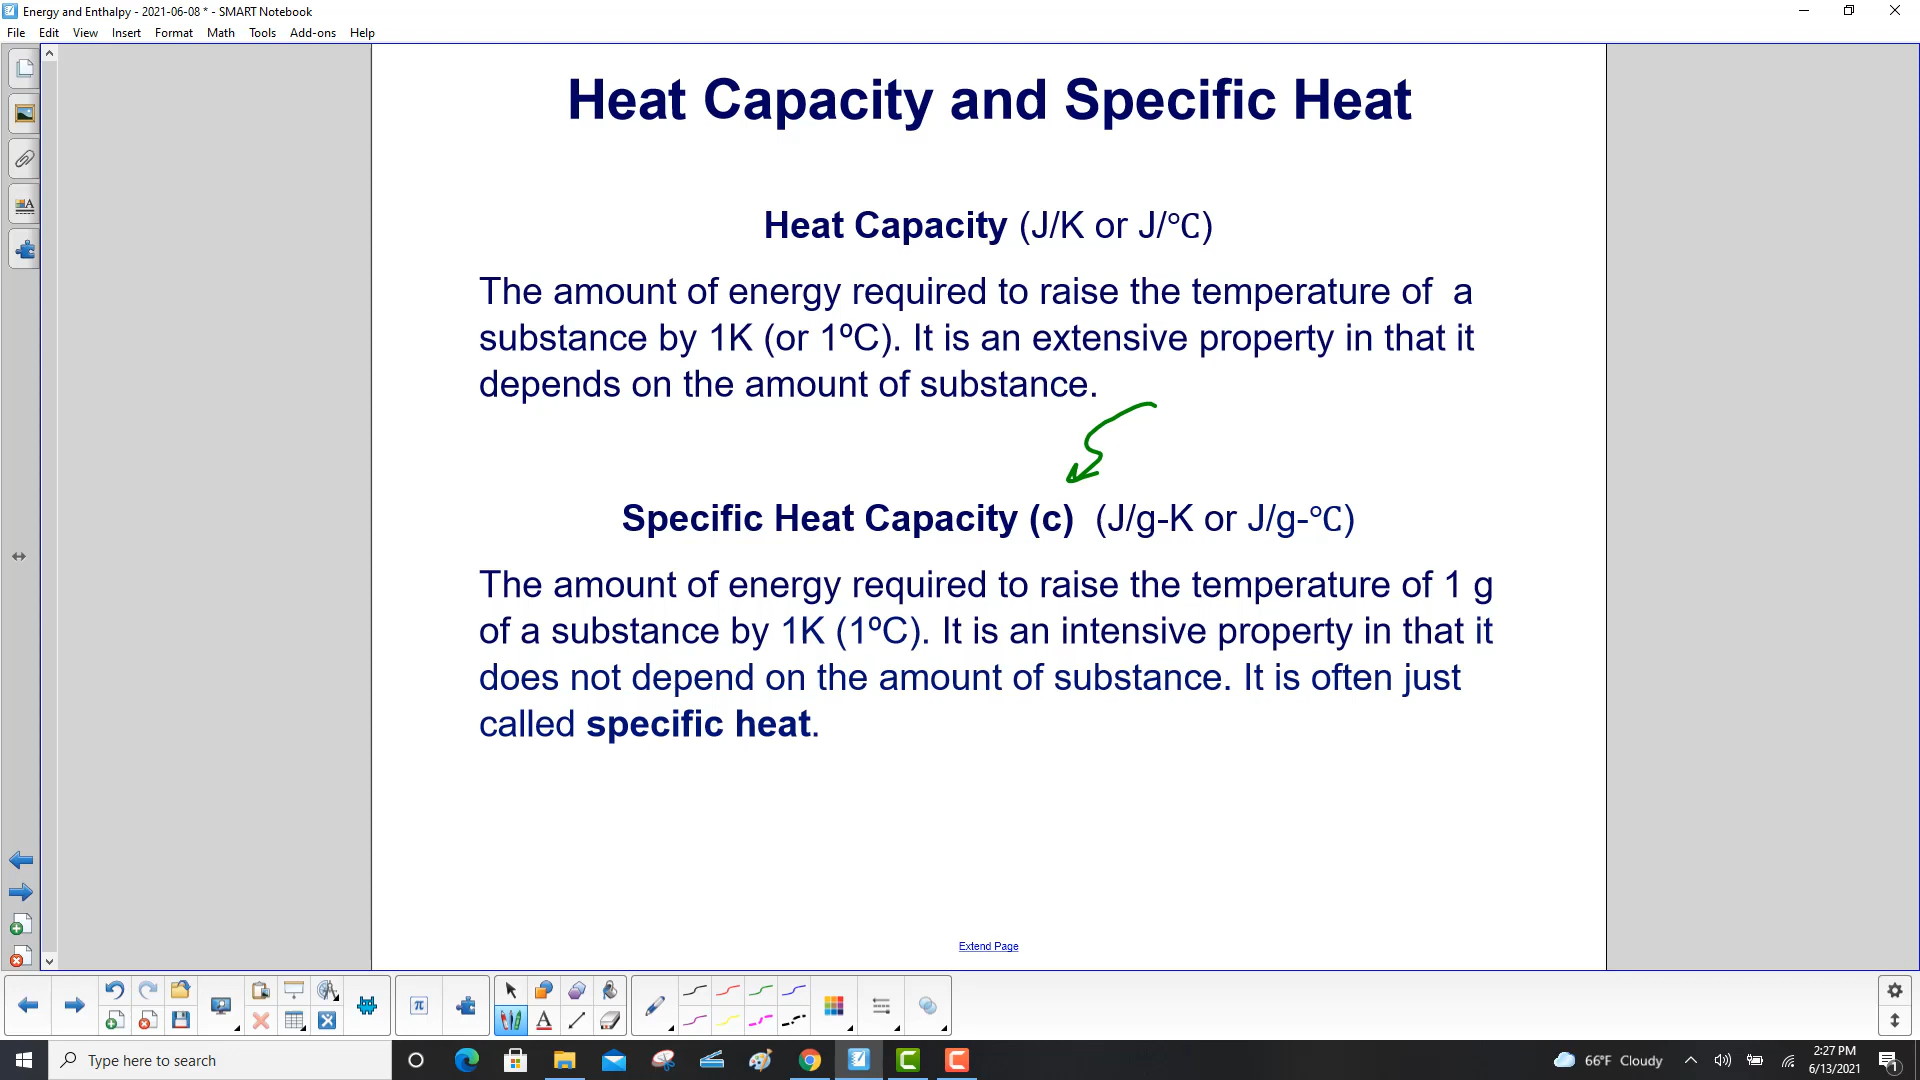 Energy and Enthalpy - 2021-06-08 * - SMART Notebook
File Edit View Insert Format Math Tools Add-ons Help
Heat Capacity and Specific Heat
Heat Capacity (J/K or J/℃)
The amount of energy required to raise the temperature of  a
substance by 1K (or 1ºC). It is an extensive property in that it
depends on the amount of substance.
Specific Heat Capacity (c)  (J/g-K or J/g-℃)
The amount of energy required to raise the temperature of 1 g
of a substance by 1K (1ºC). It is an intensive property in that it
does not depend on the amount of substance. It is often just
called specific heat.
Extend Page
π
A
Type here to search
66°F Cloudy
2:27 PM
6/13/2021
1